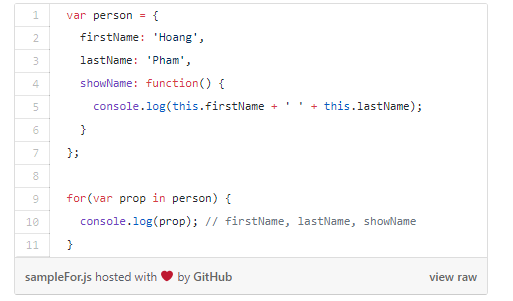 1 var person = {
2 firstName: 'Hoang',
3 lastName: 'Pham',
4 showName: function() {
5 console.log(this.firstName + ' ' + this.lastName);
6 }
7 };
8
9 for(var prop in person) {
10 console.log(prop); // firstName, lastName, showName
11 }
sampleFor.js hosted with ❤ by GitHub view raw